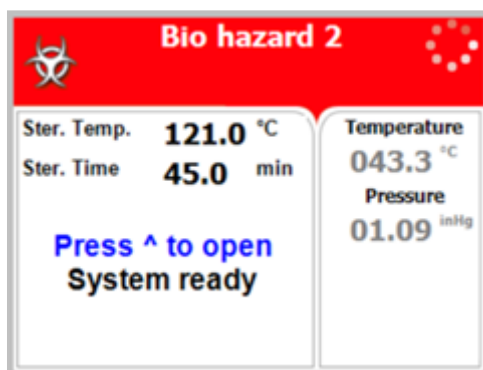 Bio hazard 2
Ster. Temp. 121.0 °C
Ster. Time 45.0 min
Press ^ to open
System ready
Temperature
043.3 °C
Pressure
01.09 inHg